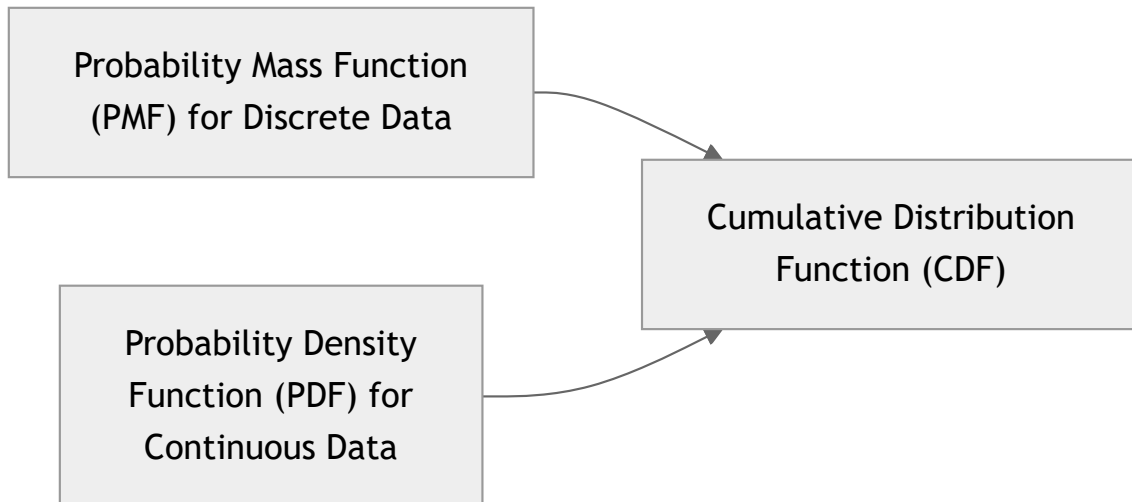 Probability Mass Function
(PMF) for Discrete Data
Cumulative Distribution
Function (CDF)
Probability Density
Function (PDF) for
Continuous Data